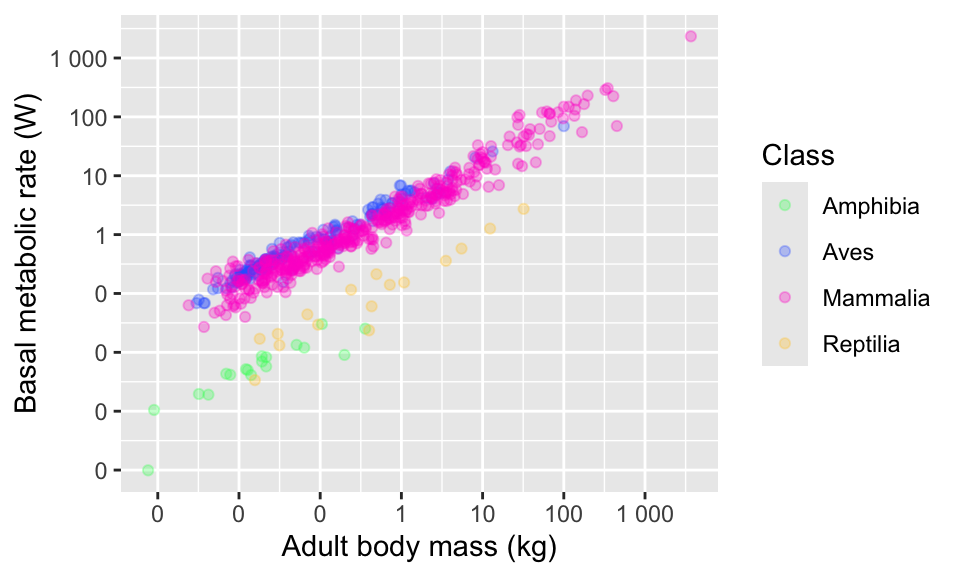 Basal metabolic rate (W)
1 000
100
10
1
0
0
0
0
0
0
0
1
10
100
1 000
Adult body mass (kg)
Class
Amphibia
Aves
Mammalia
Reptilia